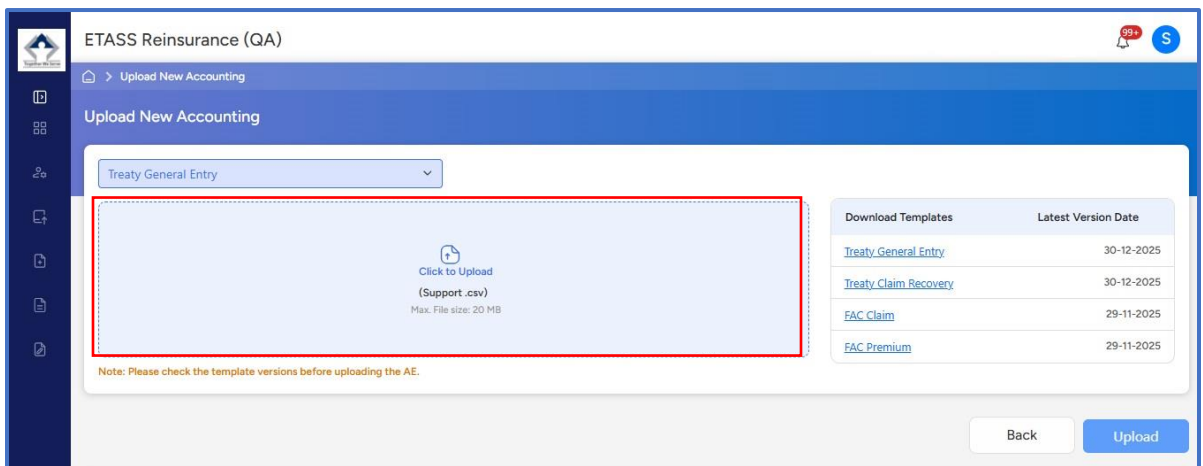 ETASS Reinsurance (QA)
99+
S
Together We Serve
> Upload New Accounting
Upload New Accounting
Treaty General Entry
Click to Upload
(Support .csv)
Max. File size: 20 MB
Note: Please check the template versions before uploading the AE.
Download Templates Latest Version Date
Treaty General Entry 30-12-2025
Treaty Claim Recovery 30-12-2025
FAC Claim 29-11-2025
FAC Premium 29-11-2025
Back
Upload